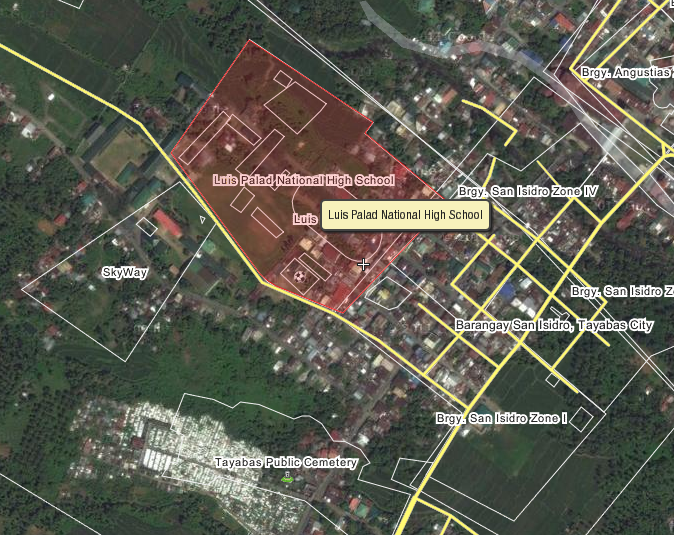 Brgy. Angustias
Luis Palad National High School
Brgy. San Isidro Zone IV
Luis
Luis Palad National High School
SkyWay
Brgy. San Isidro Z
Barangay San Isidro, Tayabas City
Brgy. San Isidro Zone I
Tayabas Public Cemetery